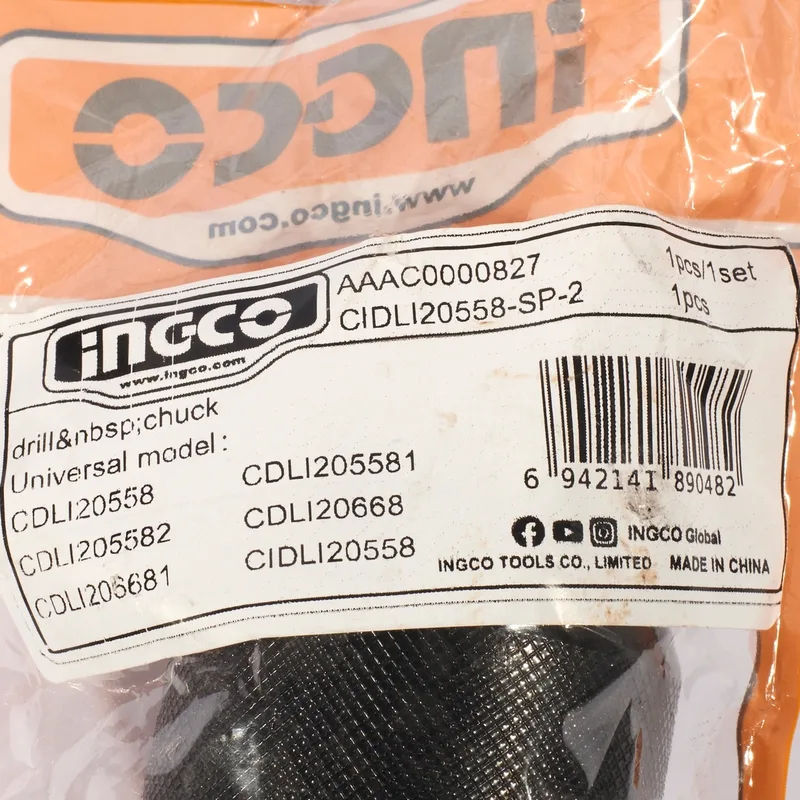 INGCO
www.ingco.com
INGCO
www.ingco.com
AAAC0000827
1pcs/1set
CIDLI20558-SP-2
1pcs
drill&nbsp;chuck
Universal model:
CDLI20558
CDLI205581
CDLI205582
CDLI20668
CDLI206681
CIDLI20558
6 942141 890482
INGCO Global
INGCO TOOLS CO., LIMITED MADE IN CHINA